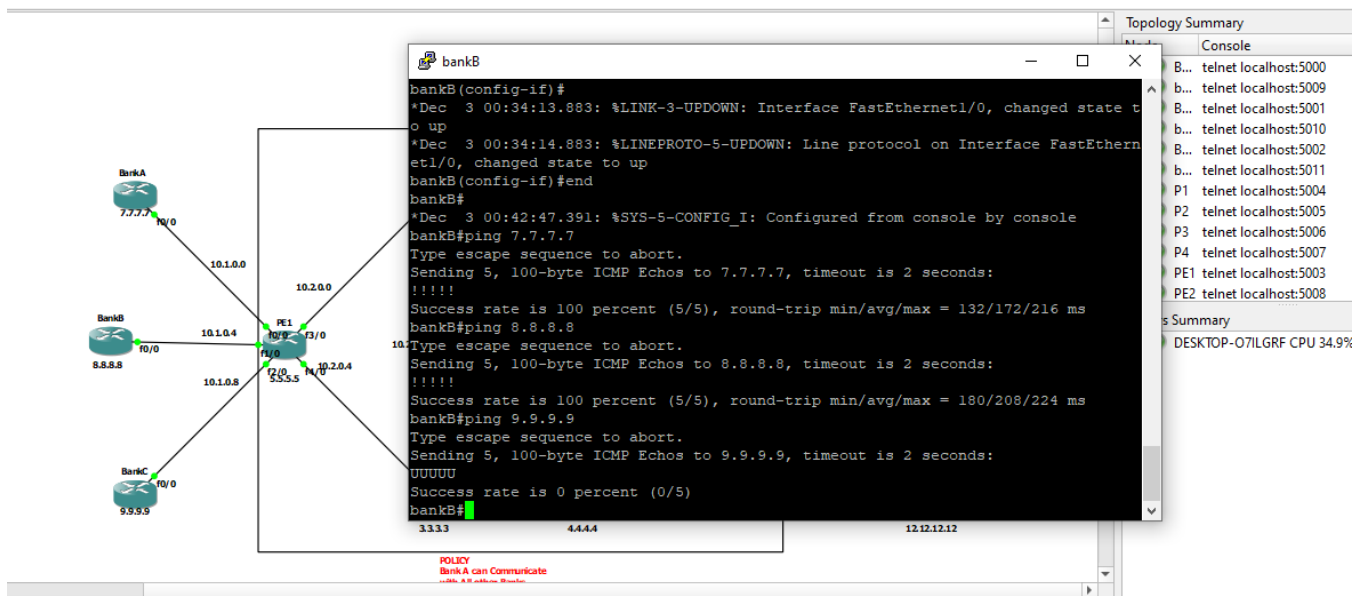 Topology Summary
Console
B... telnet localhost:5000
b... telnet localhost:5009
B... telnet localhost:5001
b... telnet localhost:5010
B... telnet localhost:5002
b... telnet localhost:5011
P1 telnet localhost:5004
P2 telnet localhost:5005
P3 telnet localhost:5006
P4 telnet localhost:5007
PE1 telnet localhost:5003
PE2 telnet localhost:5008
s Summary
DESKTOP-O7ILGRF CPU 34.9%
bankB
bankB(config-if)#
*Dec  3 00:34:13.883: %LINK-3-UPDOWN: Interface FastEthernet1/0, changed state t
o up
*Dec  3 00:34:14.883: %LINEPROTO-5-UPDOWN: Line protocol on Interface FastEthern
et1/0, changed state to up
bankB(config-if)#end
bankB#
*Dec  3 00:42:47.391: %SYS-5-CONFIG_I: Configured from console by console
bankB#ping 7.7.7.7
Type escape sequence to abort.
Sending 5, 100-byte ICMP Echos to 7.7.7.7, timeout is 2 seconds:
!!!!!
Success rate is 100 percent (5/5), round-trip min/avg/max = 132/172/216 ms
bankB#ping 8.8.8.8
Type escape sequence to abort.
Sending 5, 100-byte ICMP Echos to 8.8.8.8, timeout is 2 seconds:
!!!!!
Success rate is 100 percent (5/5), round-trip min/avg/max = 180/208/224 ms
bankB#ping 9.9.9.9
Type escape sequence to abort.
Sending 5, 100-byte ICMP Echos to 9.9.9.9, timeout is 2 seconds:
UUUUU
Success rate is 0 percent (0/5)
bankB#
BankA
7.7.7.7
f0/0
10.1.0.0
10.2.0.0
BankB
f0/0
8.8.8.8
10.1.0.4
PE1
f0/0
f3/0
f1/0
f2/0
f4/0
5.5.5.5
10.2.0.4
10.1.0.8
BankC
f0/0
9.9.9.9
3.3.3.3
4.4.4.4
12.12.12.12
POLICY
Bank A can Communicate
with All other Banks